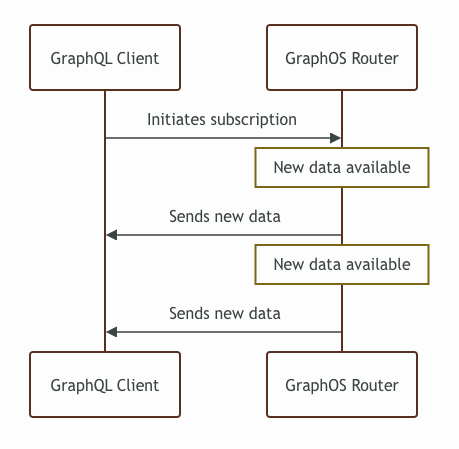 GraphQL Client
GraphOS Router
Initiates subscription
New data available
Sends new data
New data available
Sends new data
GraphQL Client
GraphOS Router